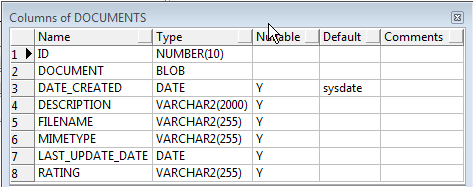 Columns of DOCUMENTS
Name Type Nullable Default Comments
1 ID NUMBER(10)
2 DOCUMENT BLOB
3 DATE_CREATED DATE Y sysdate
4 DESCRIPTION VARCHAR2(2000) Y
5 FILENAME VARCHAR2(255) Y
6 MIMETYPE VARCHAR2(255) Y
7 LAST_UPDATE_DATE DATE Y
8 RATING VARCHAR2(255) Y